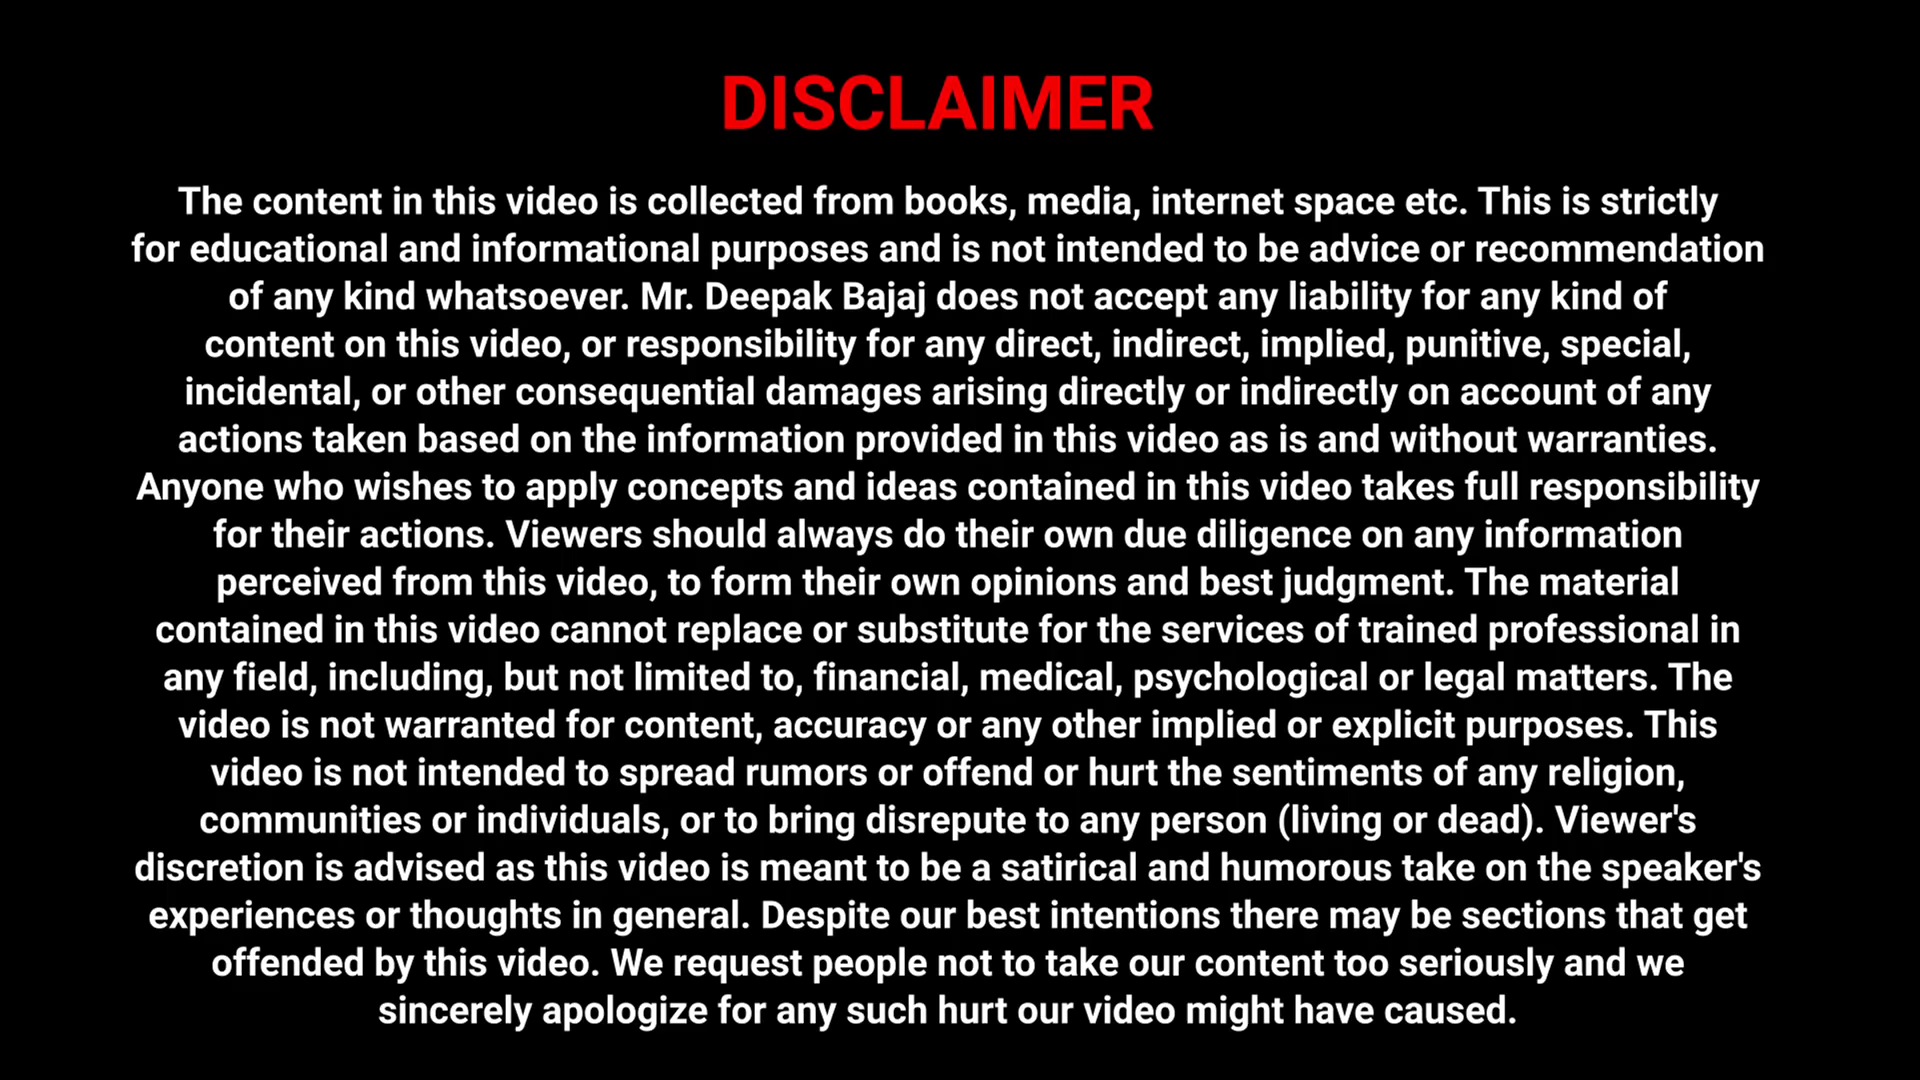 DISCLAIMER
The content in this video is collected from books, media, internet space etc. This is strictly
for educational and informational purposes and is not intended to be advice or recommendation
of any kind whatsoever. Mr. Deepak Bajaj does not accept any liability for any kind of
content on this video, or responsibility for any direct, indirect, implied, punitive, special,
incidental, or other consequential damages arising directly or indirectly on account of any
actions taken based on the information provided in this video as is and without warranties.
Anyone who wishes to apply concepts and ideas contained in this video takes full responsibility
for their actions. Viewers should always do their own due diligence on any information
perceived from this video, to form their own opinions and best judgment. The material
contained in this video cannot replace or substitute for the services of trained professional in
any field, including, but not limited to, financial, medical, psychological or legal matters. The
video is not warranted for content, accuracy or any other implied or explicit purposes. This
video is not intended to spread rumors or offend or hurt the sentiments of any religion,
communities or individuals, or to bring disrepute to any person (living or dead). Viewer's
discretion is advised as this video is meant to be a satirical and humorous take on the speaker's
experiences or thoughts in general. Despite our best intentions there may be sections that get
offended by this video. We request people not to take our content too seriously and we
sincerely apologize for any such hurt our video might have caused.